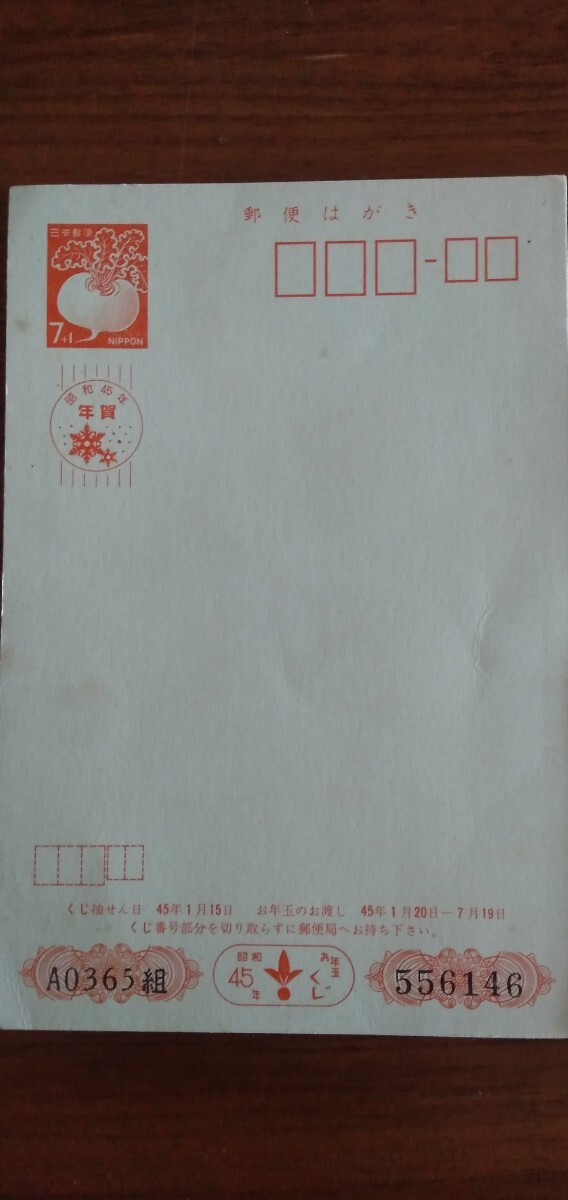 郵便はがき
日本郵便
7+1
NIPPON
昭和45年
年賀
くじ抽せん日 45年1月15日 お年玉のお渡し 45年1月20日―7月19日
くじ番号部分を切り取らずに郵便局へお持ち下さい。
A0365組
昭和
45
年
お年玉
くじ
556146